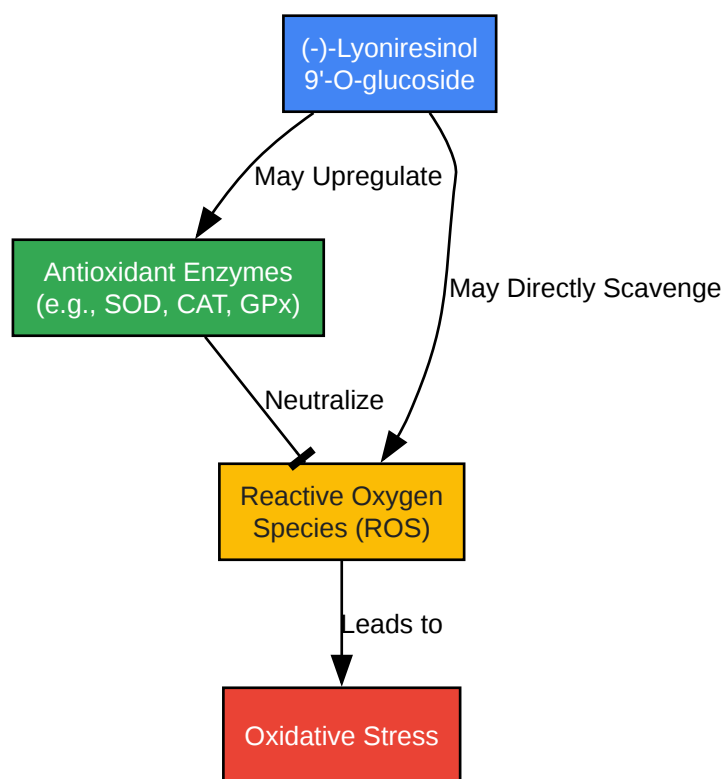 (-)-Lyoniresinol
9'-O-glucoside
May Upregulate
Antioxidant Enzymes
(e.g., SOD, CAT, GPx)
May Directly Scavenge
Neutralize
Reactive Oxygen
Species (ROS)
Leads to
Oxidative Stress